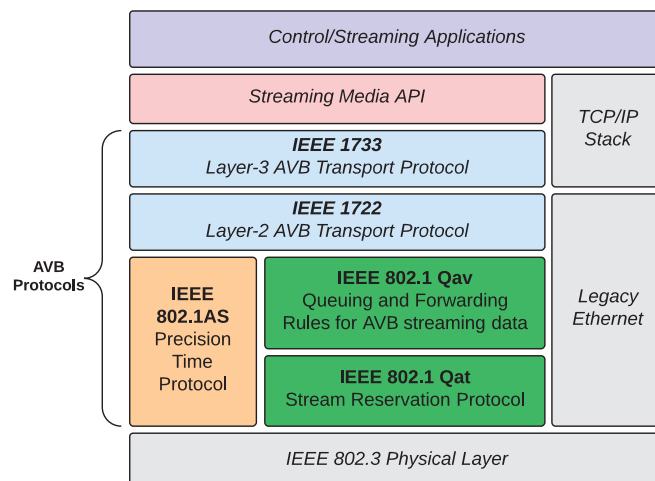 Control/Streaming Applications
Streaming Media API
TCP/IP
Stack
IEEE 1733
Layer-3 AVB Transport Protocol
IEEE 1722
Layer-2 AVB Transport Protocol
AVB
Protocols
IEEE
802.1AS
Precision
Time
Protocol
IEEE 802.1 Qav
Queuing and Forwarding
Rules for AVB streaming data
IEEE 802.1 Qat
Stream Reservation Protocol
Legacy
Ethernet
IEEE 802.3 Physical Layer